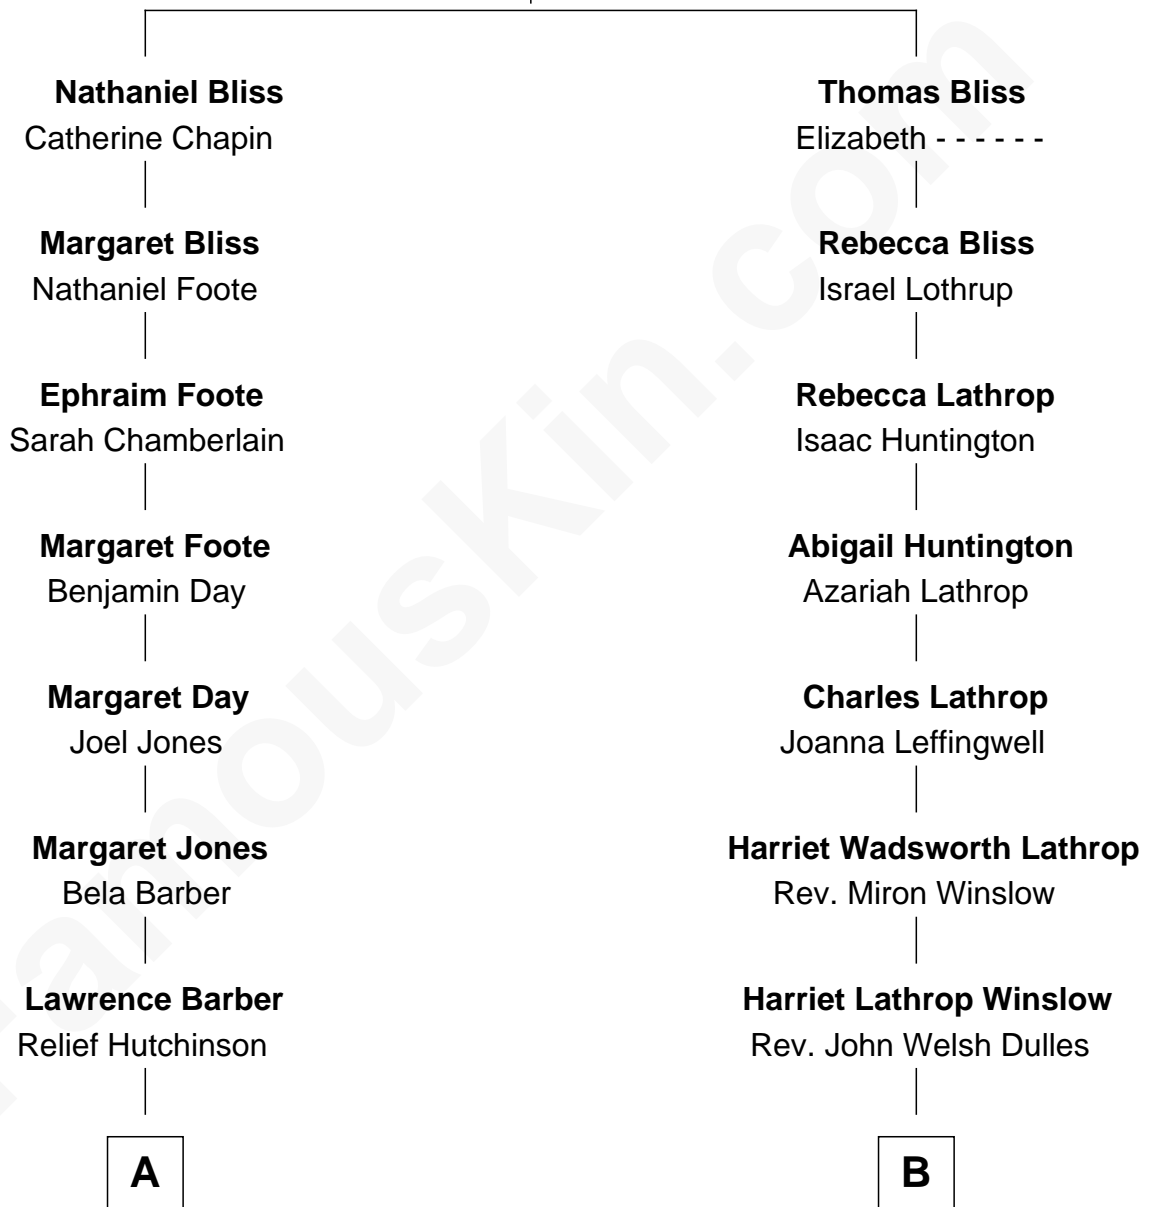 Nathaniel Bliss
Catherine Chapin
Margaret Bliss
Nathaniel Foote
Ephraim Foote
Sarah Chamberlain
Margaret Foote
Benjamin Day
Margaret Day
Joel Jones
Margaret Jones
Bela Barber
Lawrence Barber
Relief Hutchinson
A
Thomas Bliss
Elizabeth - - - - - -
Rebecca Bliss
Israel Lothrup
Rebecca Lathrop
Isaac Huntington
Abigail Huntington
Azariah Lathrop
Charles Lathrop
Joanna Leffingwell
Harriet Wadsworth Lathrop
Rev. Miron Winslow
Harriet Lathrop Winslow
Rev. John Welsh Dulles
B
FamousKin.com